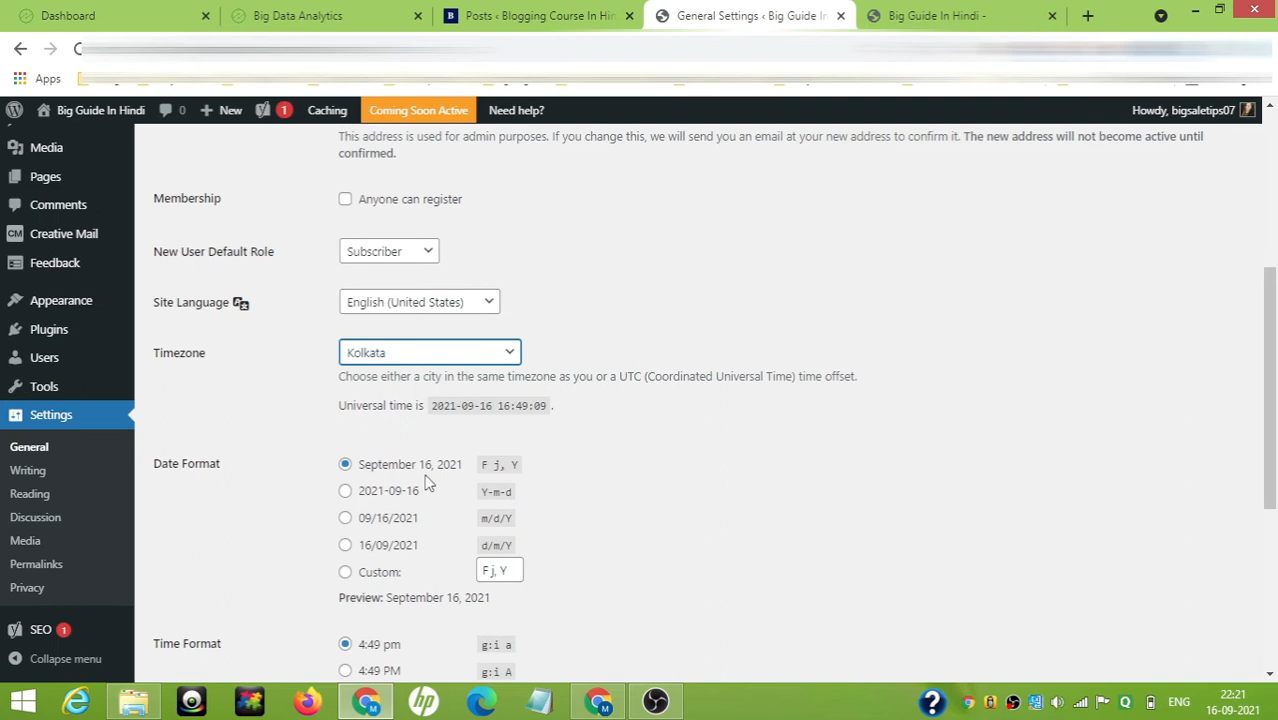 Dashboard
Big Data Analytics
Posts ‹ Blogging Course In Hin
General Settings ‹ Big Guide In
Big Guide In Hindi -
Apps
Big Guide In Hindi
0
New
1
Caching
Coming Soon Active
Need help?
Howdy, bigsaletips07
Media
Pages
Comments
CM Creative Mail
Feedback
Appearance
Plugins
Users
Tools
Settings
General
Writing
Reading
Discussion
Media
Permalinks
Privacy
SEO 1
Collapse menu
This address is used for admin purposes. If you change this, we will send you an email at your new address to confirm it. The new address will not become active until
confirmed.
Membership
Anyone can register
New User Default Role
Subscriber
Site Language
English (United States)
Timezone
Kolkata
Choose either a city in the same timezone as you or a UTC (Coordinated Universal Time) time offset.
Universal time is 2021-09-16 16:49:09 .
Date Format
September 16, 2021 F j, Y
2021-09-16 Y-m-d
09/16/2021 m/d/Y
16/09/2021 d/m/Y
Custom: F j, Y
Preview: September 16, 2021
Time Format
4:49 pm g:i a
4:49 PM g:i A
ENG
22:21
16-09-2021